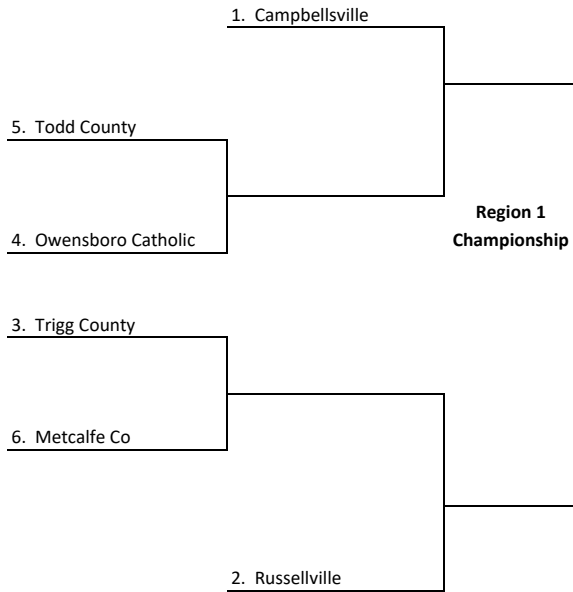 1. Campbellsville
5. Todd County
4. Owensboro Catholic
Region 1
Championship
3. Trigg County
6. Metcalfe Co
2. Russellville